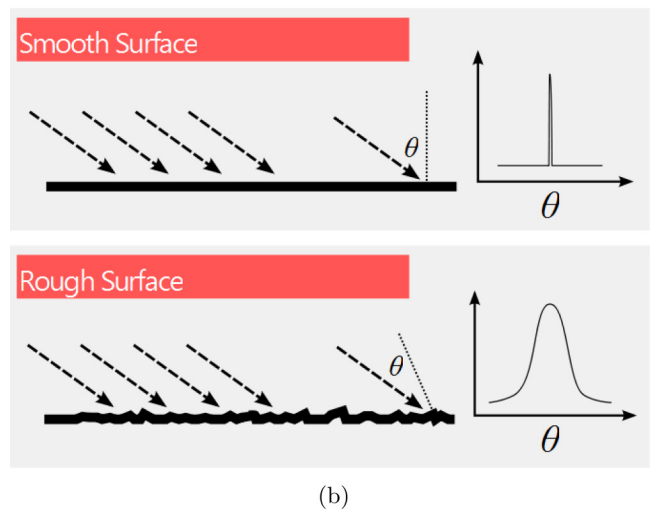 Smooth Surface
θ
θ
Rough Surface
θ
θ
(b)